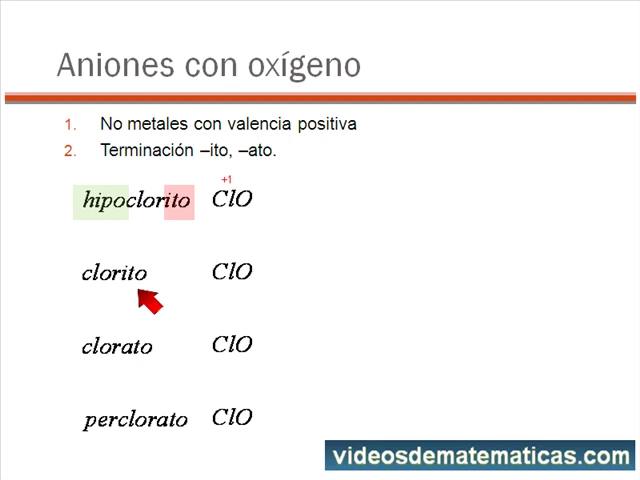 Aniones con oxígeno
1. No metales con valencia positiva
2. Terminación –ito, –ato.
+1
hipoclorito ClO
clorito ClO
clorato ClO
perclorato ClO
videosdematematicas.com